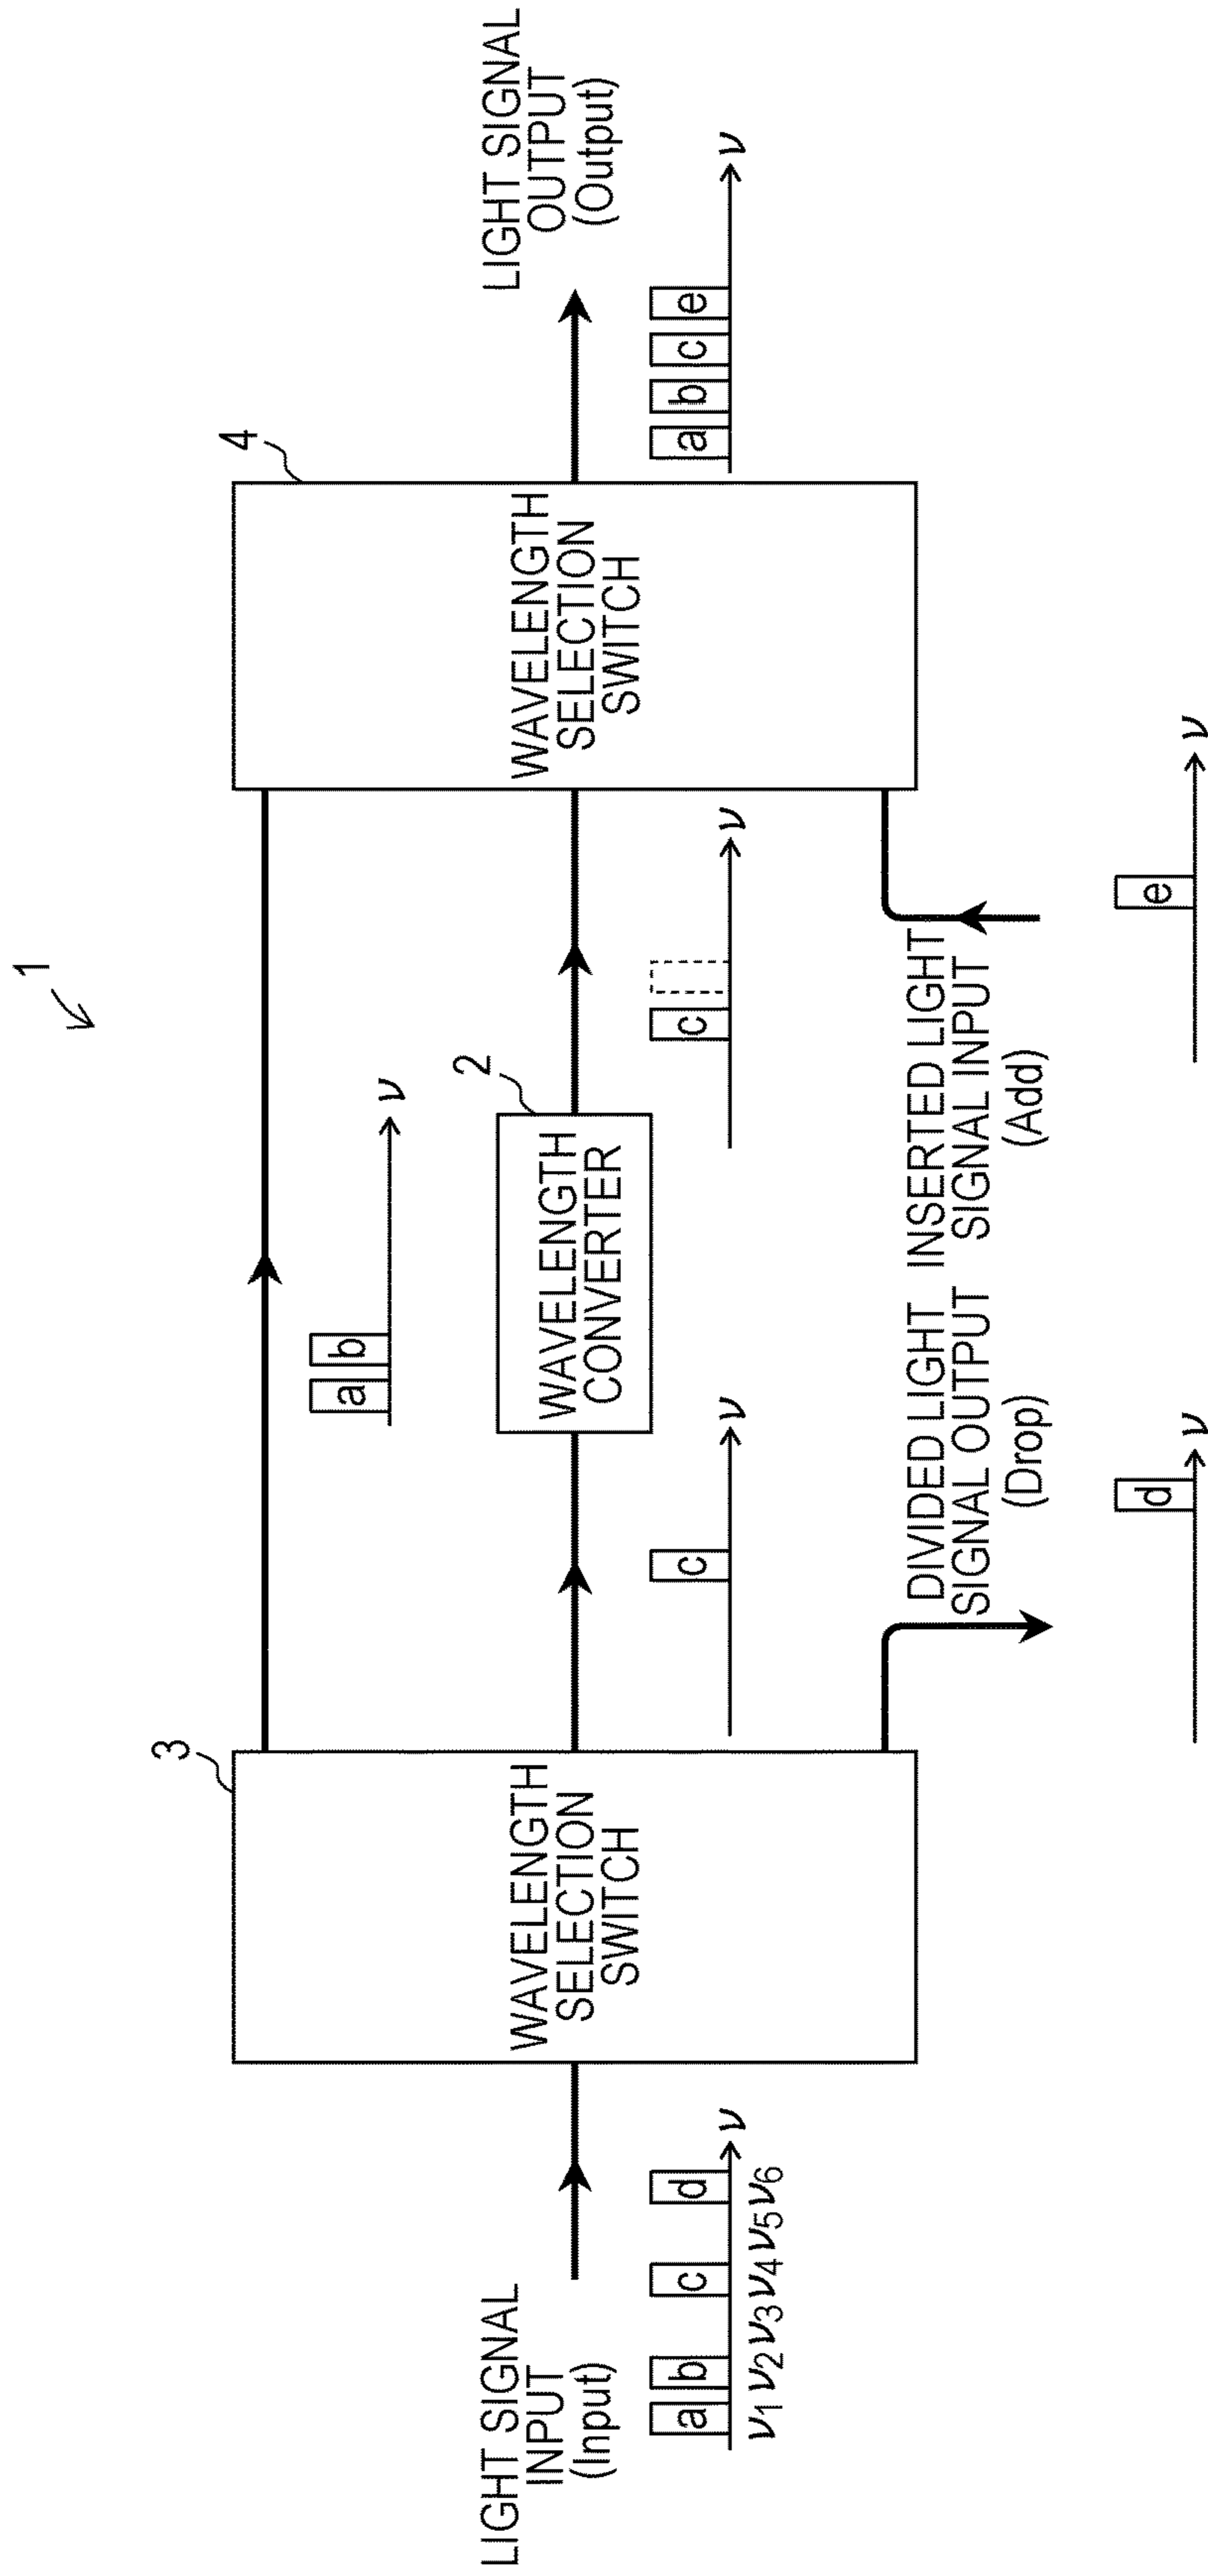 1
LIGHT SIGNAL
INPUT
(Input)
a b c d ν
ν1 ν2 ν3 ν4 ν5 ν6
3
WAVELENGTH
SELECTION
SWITCH
a b ν
2
WAVELENGTH
CONVERTER
c ν
c ν
DIVIDED LIGHT
SIGNAL OUTPUT
(Drop)
d ν
INSERTED LIGHT
SIGNAL INPUT
(Add)
e ν
4
WAVELENGTH
SELECTION
SWITCH
LIGHT SIGNAL
OUTPUT
(Output)
a b c e ν